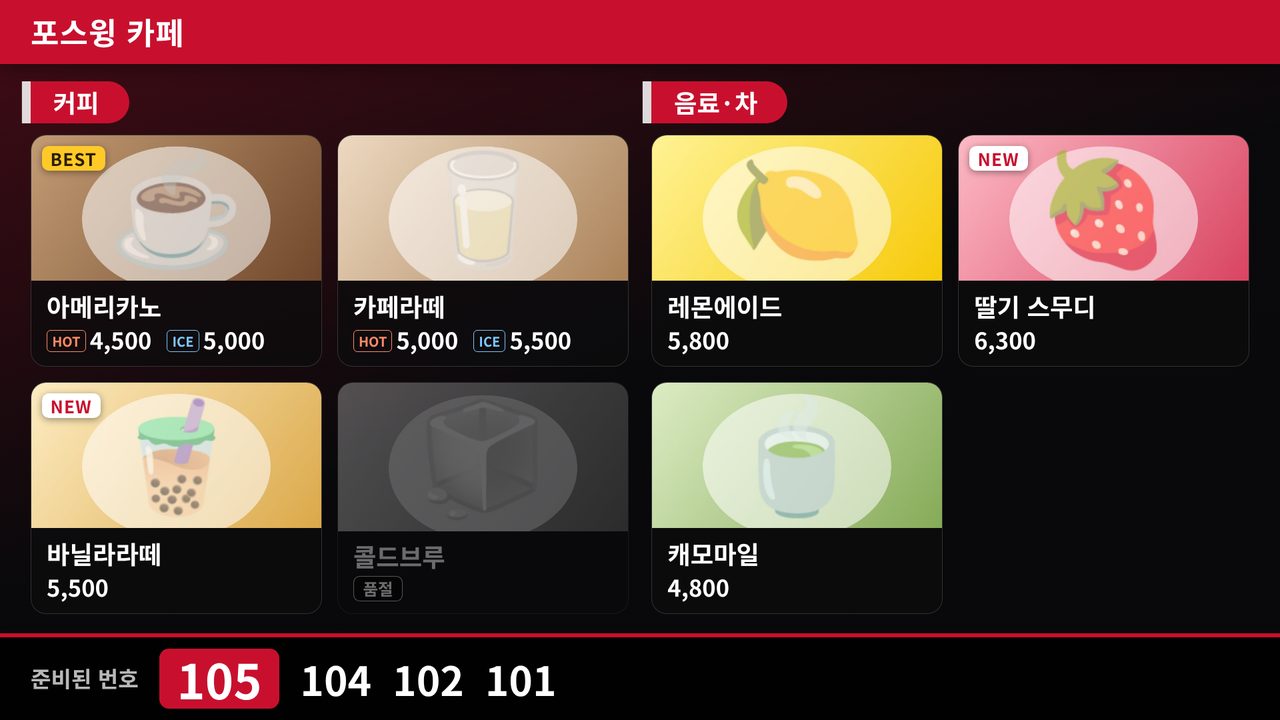 포스윙 카페
커피
BEST
아메리카노
HOT 4,500 ICE 5,000
카페라떼
HOT 5,000 ICE 5,500
NEW
바닐라라떼
5,500
콜드브루
품절
음료·차
레몬에이드
5,800
NEW
딸기 스무디
6,300
캐모마일
4,800
준비된 번호 105 104 102 101